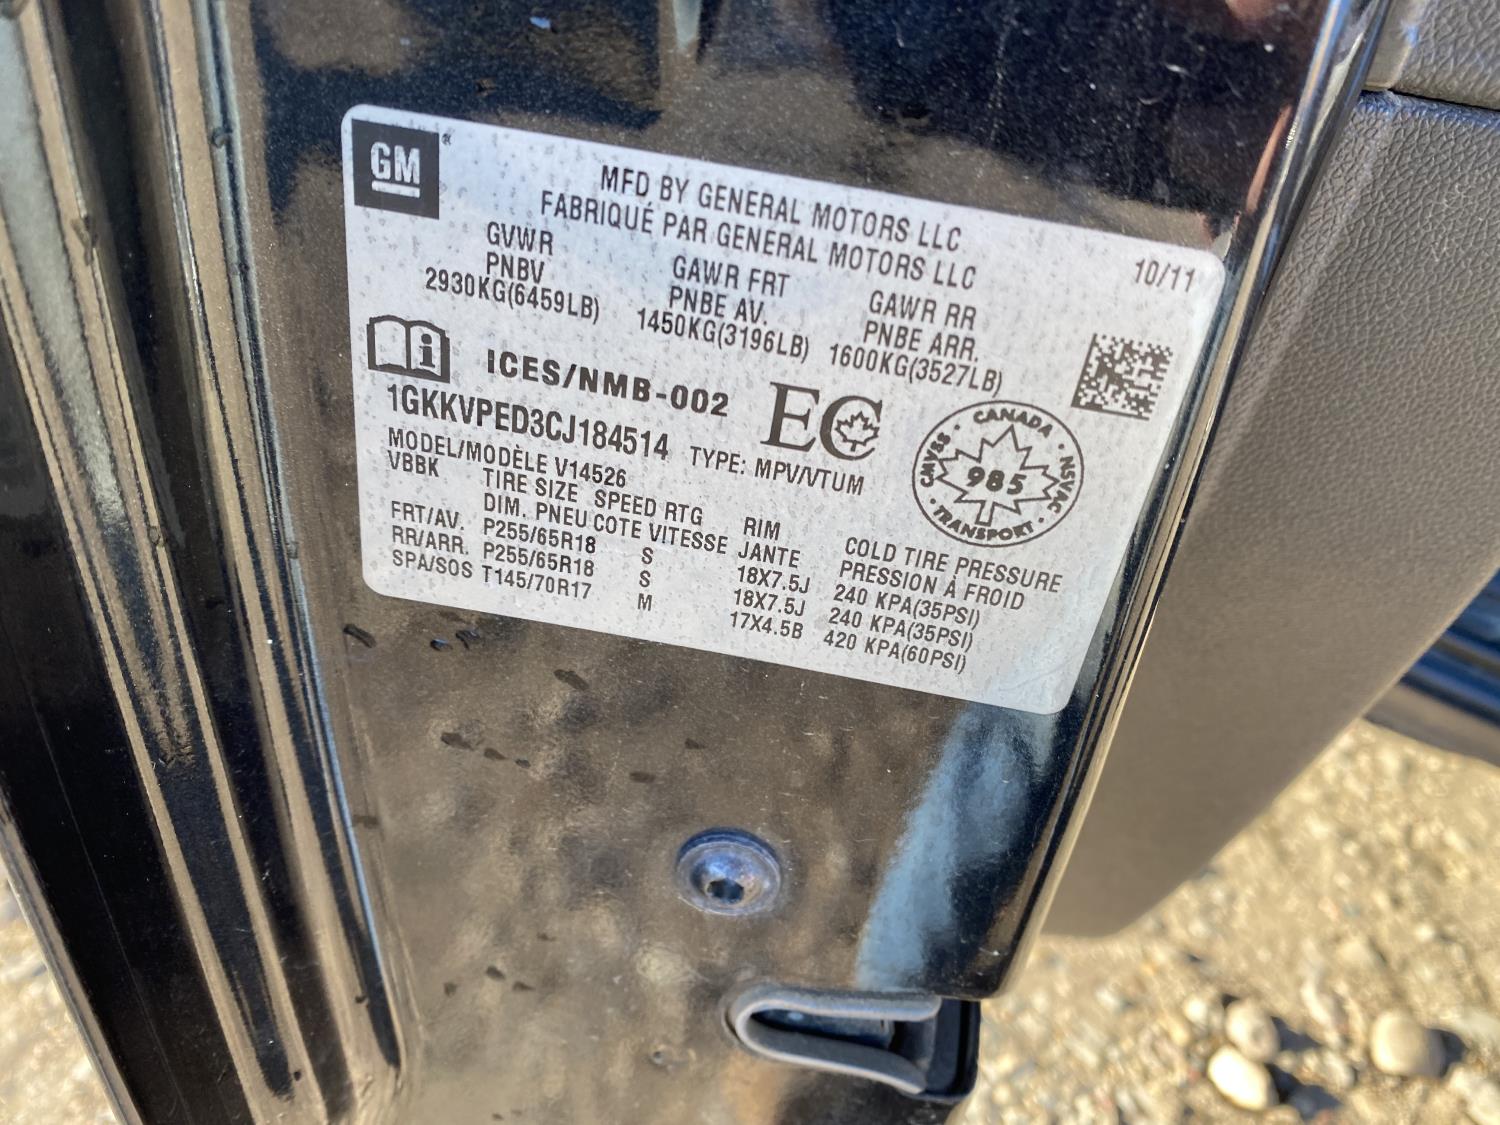 GM
MFD BY GENERAL MOTORS LLC
FABRIQUÉ PAR GENERAL MOTORS LLC
10/11
GVWR GAWR FRT GAWR RR
PNBV PNBE AV. PNBE ARR.
2930KG(6459LB) 1450KG(3196LB) 1600KG(3527LB)
ICES/NMB-002 EC
1GKKVPED3CJ184514 TYPE: MPV/VTUM
CANADA
CMVSS 985 NSVAC
TRANSPORT
MODEL/MODÈLE V14526
VBBK TIRE SIZE SPEED RTG RIM COLD TIRE PRESSURE
DIM. PNEU COTE VITESSE JANTE PRESSION À FROID
FRT/AV. P255/65R18 S 18X7.5J 240 KPA(35PSI)
RR/ARR. P255/65R18 S 18X7.5J 240 KPA(35PSI)
SPA/SOS T145/70R17 M 17X4.5B 420 KPA(60PSI)